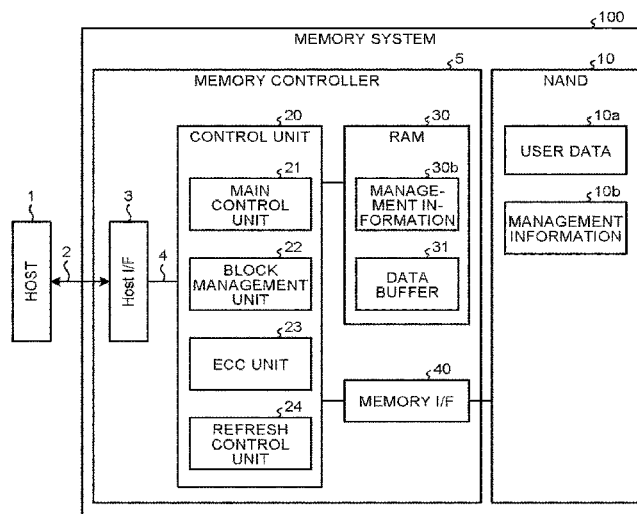 100
MEMORY SYSTEM
5
MEMORY CONTROLLER
10
NAND
20
CONTROL UNIT
30
RAM
10a
USER DATA
21
MAIN
CONTROL
UNIT
30b
MANAGE-
MENT IN-
FORMATION
10b
MANAGEMENT
INFORMATION
1
HOST
2
3
Host I/F
4
22
BLOCK
MANAGEMENT
UNIT
31
DATA
BUFFER
23
ECC UNIT
40
MEMORY I/F
24
REFRESH
CONTROL
UNIT